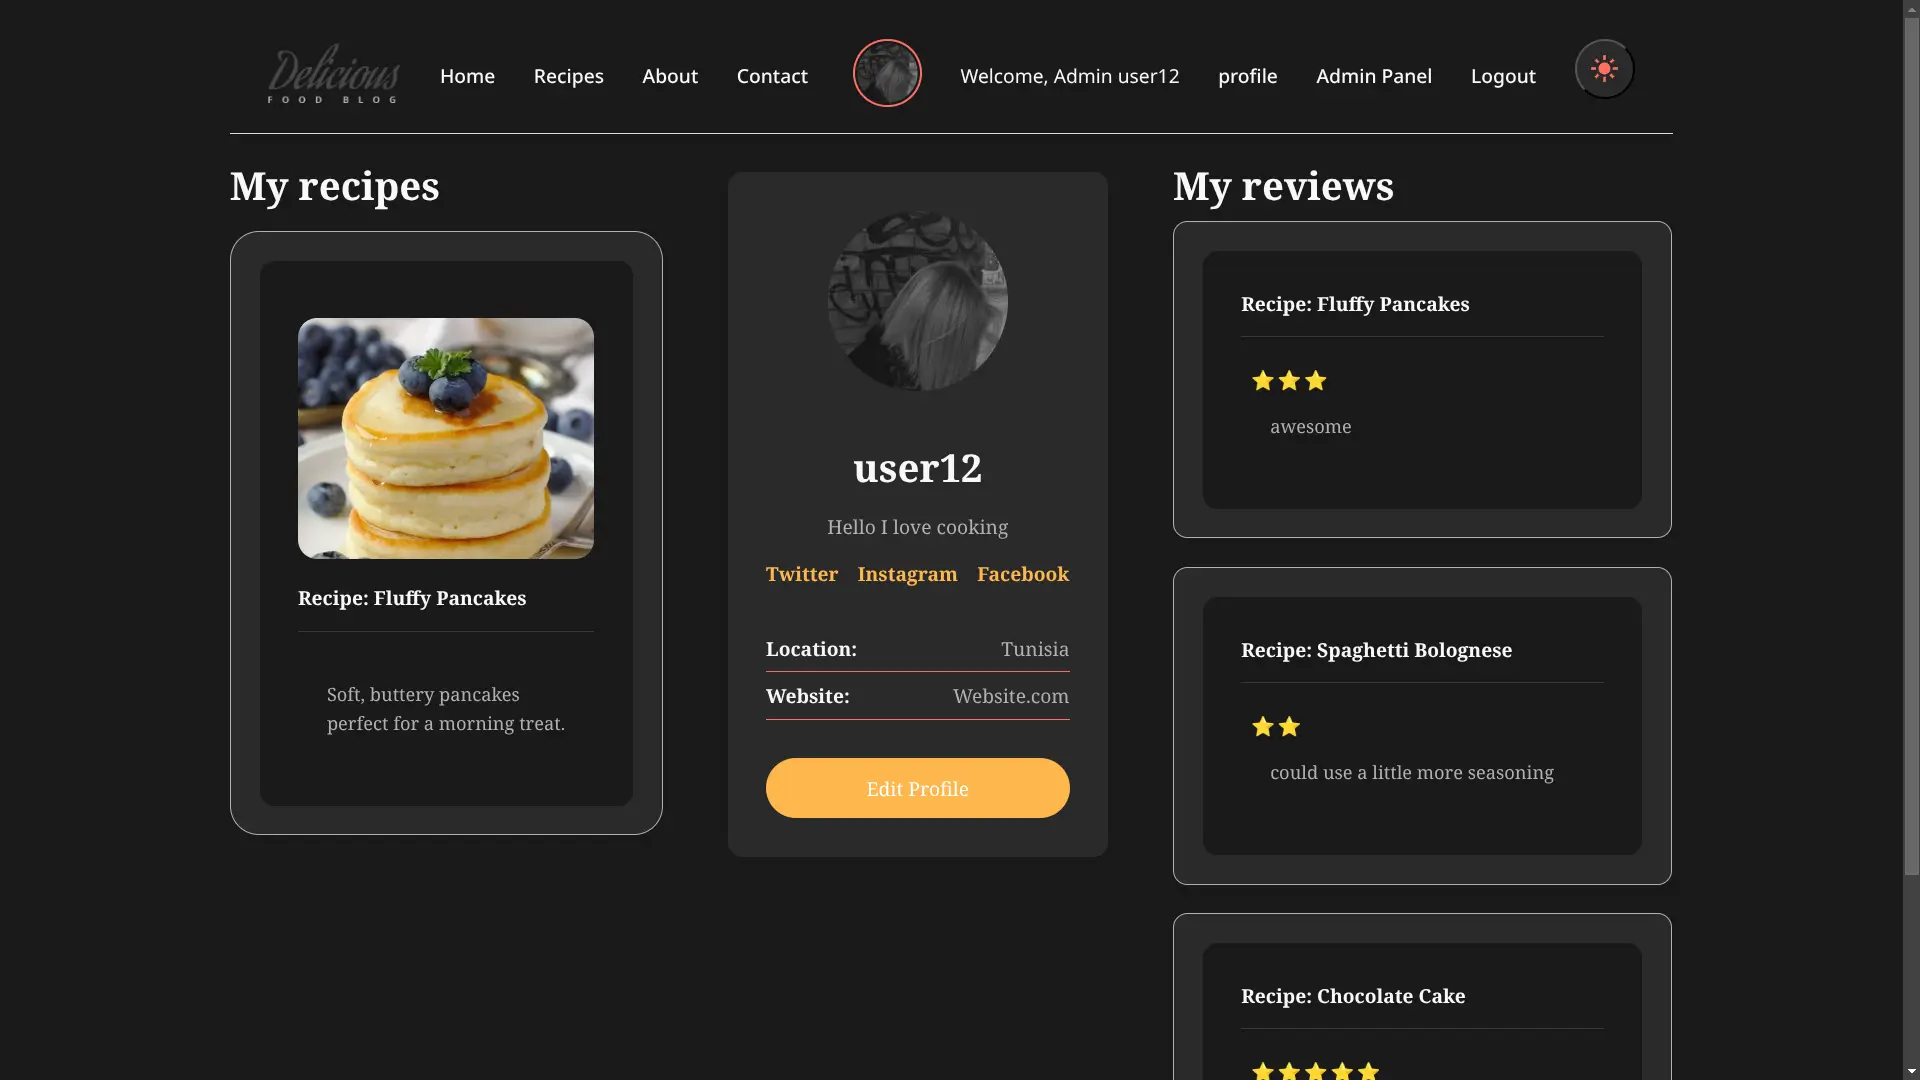 Delicious
FOOD BLOG
Home
Recipes
About
Contact
Welcome, Admin user12
profile
Admin Panel
Logout
My recipes
Recipe: Fluffy Pancakes
Soft, buttery pancakes
perfect for a morning treat.
user12
Hello I love cooking
Twitter Instagram Facebook
Location: Tunisia
Website: Website.com
Edit Profile
My reviews
Recipe: Fluffy Pancakes
⭐⭐⭐
awesome
Recipe: Spaghetti Bolognese
⭐⭐
could use a little more seasoning
Recipe: Chocolate Cake
⭐⭐⭐⭐⭐